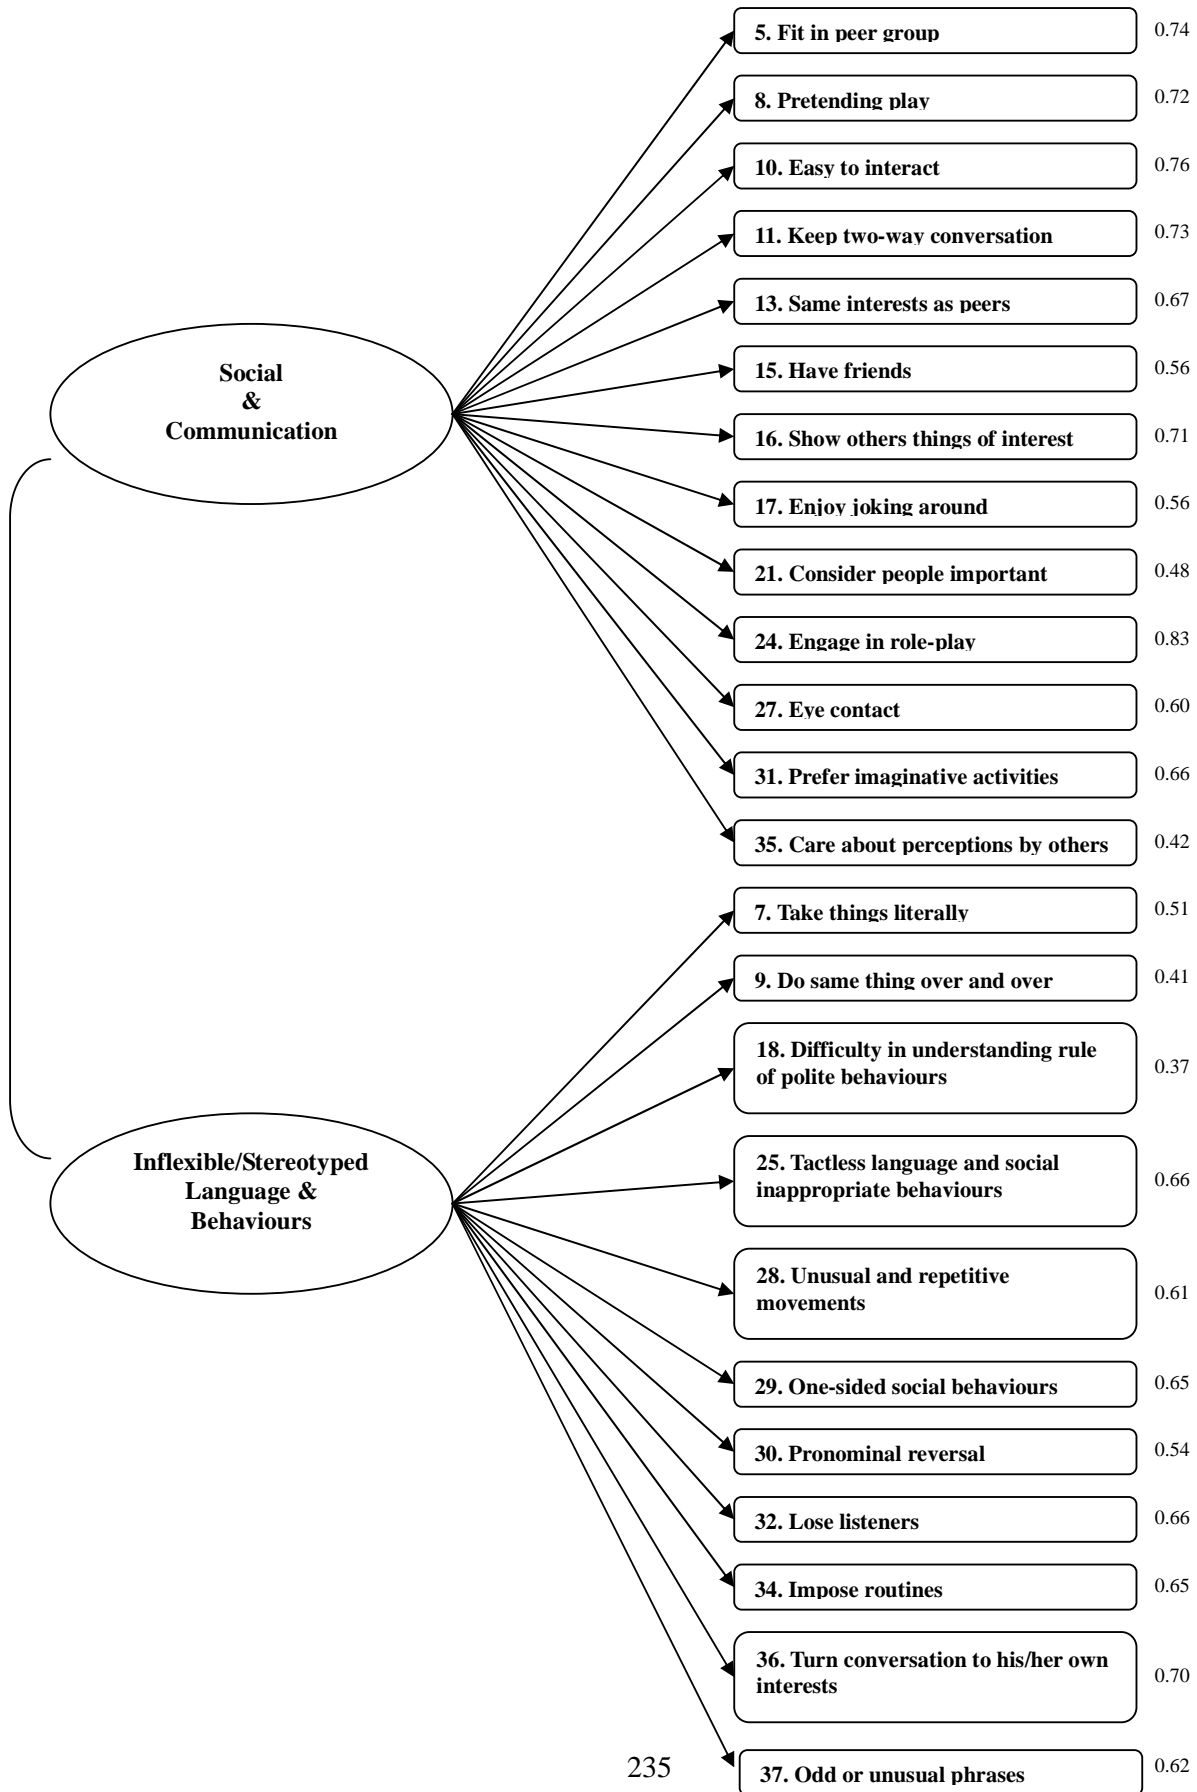 5. Fit in peer group 0.74
8. Pretending play 0.72
10. Easy to interact 0.76
11. Keep two-way conversation 0.73
13. Same interests as peers 0.67
15. Have friends 0.56
16. Show others things of interest 0.71
17. Enjoy joking around 0.56
21. Consider people important 0.48
24. Engage in role-play 0.83
27. Eye contact 0.60
31. Prefer imaginative activities 0.66
35. Care about perceptions by others 0.42
Social
&
Communication
7. Take things literally 0.51
9. Do same thing over and over 0.41
18. Difficulty in understanding rule
of polite behaviours
0.37
25. Tactless language and social
inappropriate behaviours
0.66
28. Unusual and repetitive
movements
0.61
29. One-sided social behaviours 0.65
30. Pronominal reversal 0.54
32. Lose listeners 0.66
34. Impose routines 0.65
36. Turn conversation to his/her own
interests
0.70
37. Odd or unusual phrases 0.62
Inflexible/Stereotyped
Language &
Behaviours
235